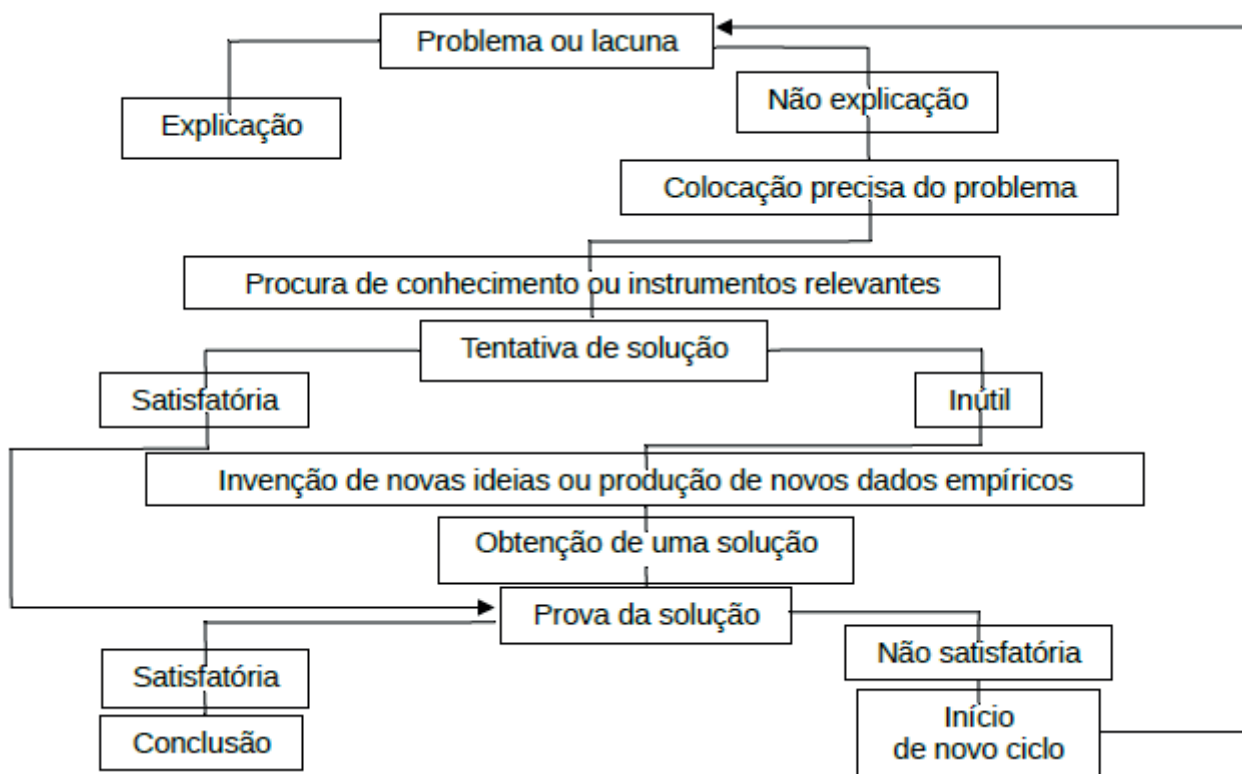 Problema ou lacuna
Explicação
Não explicação
Colocação precisa do problema
Procura de conhecimento ou instrumentos relevantes
Tentativa de solução
Satisfatória
Inútil
Invenção de novas ideias ou produção de novos dados empíricos
Obtenção de uma solução
Prova da solução
Satisfatória
Não satisfatória
Conclusão
Início
de novo ciclo